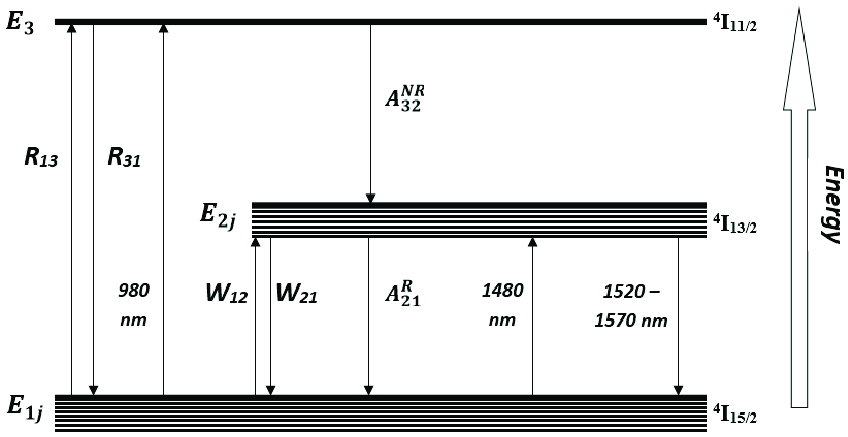 E₃
⁴I₁₁/₂
A₃₂ᴺᴿ
R₁₃
R₃₁
Energy
E₂ⱼ
⁴I₁₃/₂
980
nm
W₁₂
W₂₁
A₂₁ᴿ
1480
nm
1520 –
1570 nm
E₁ⱼ
⁴I₁₅/₂